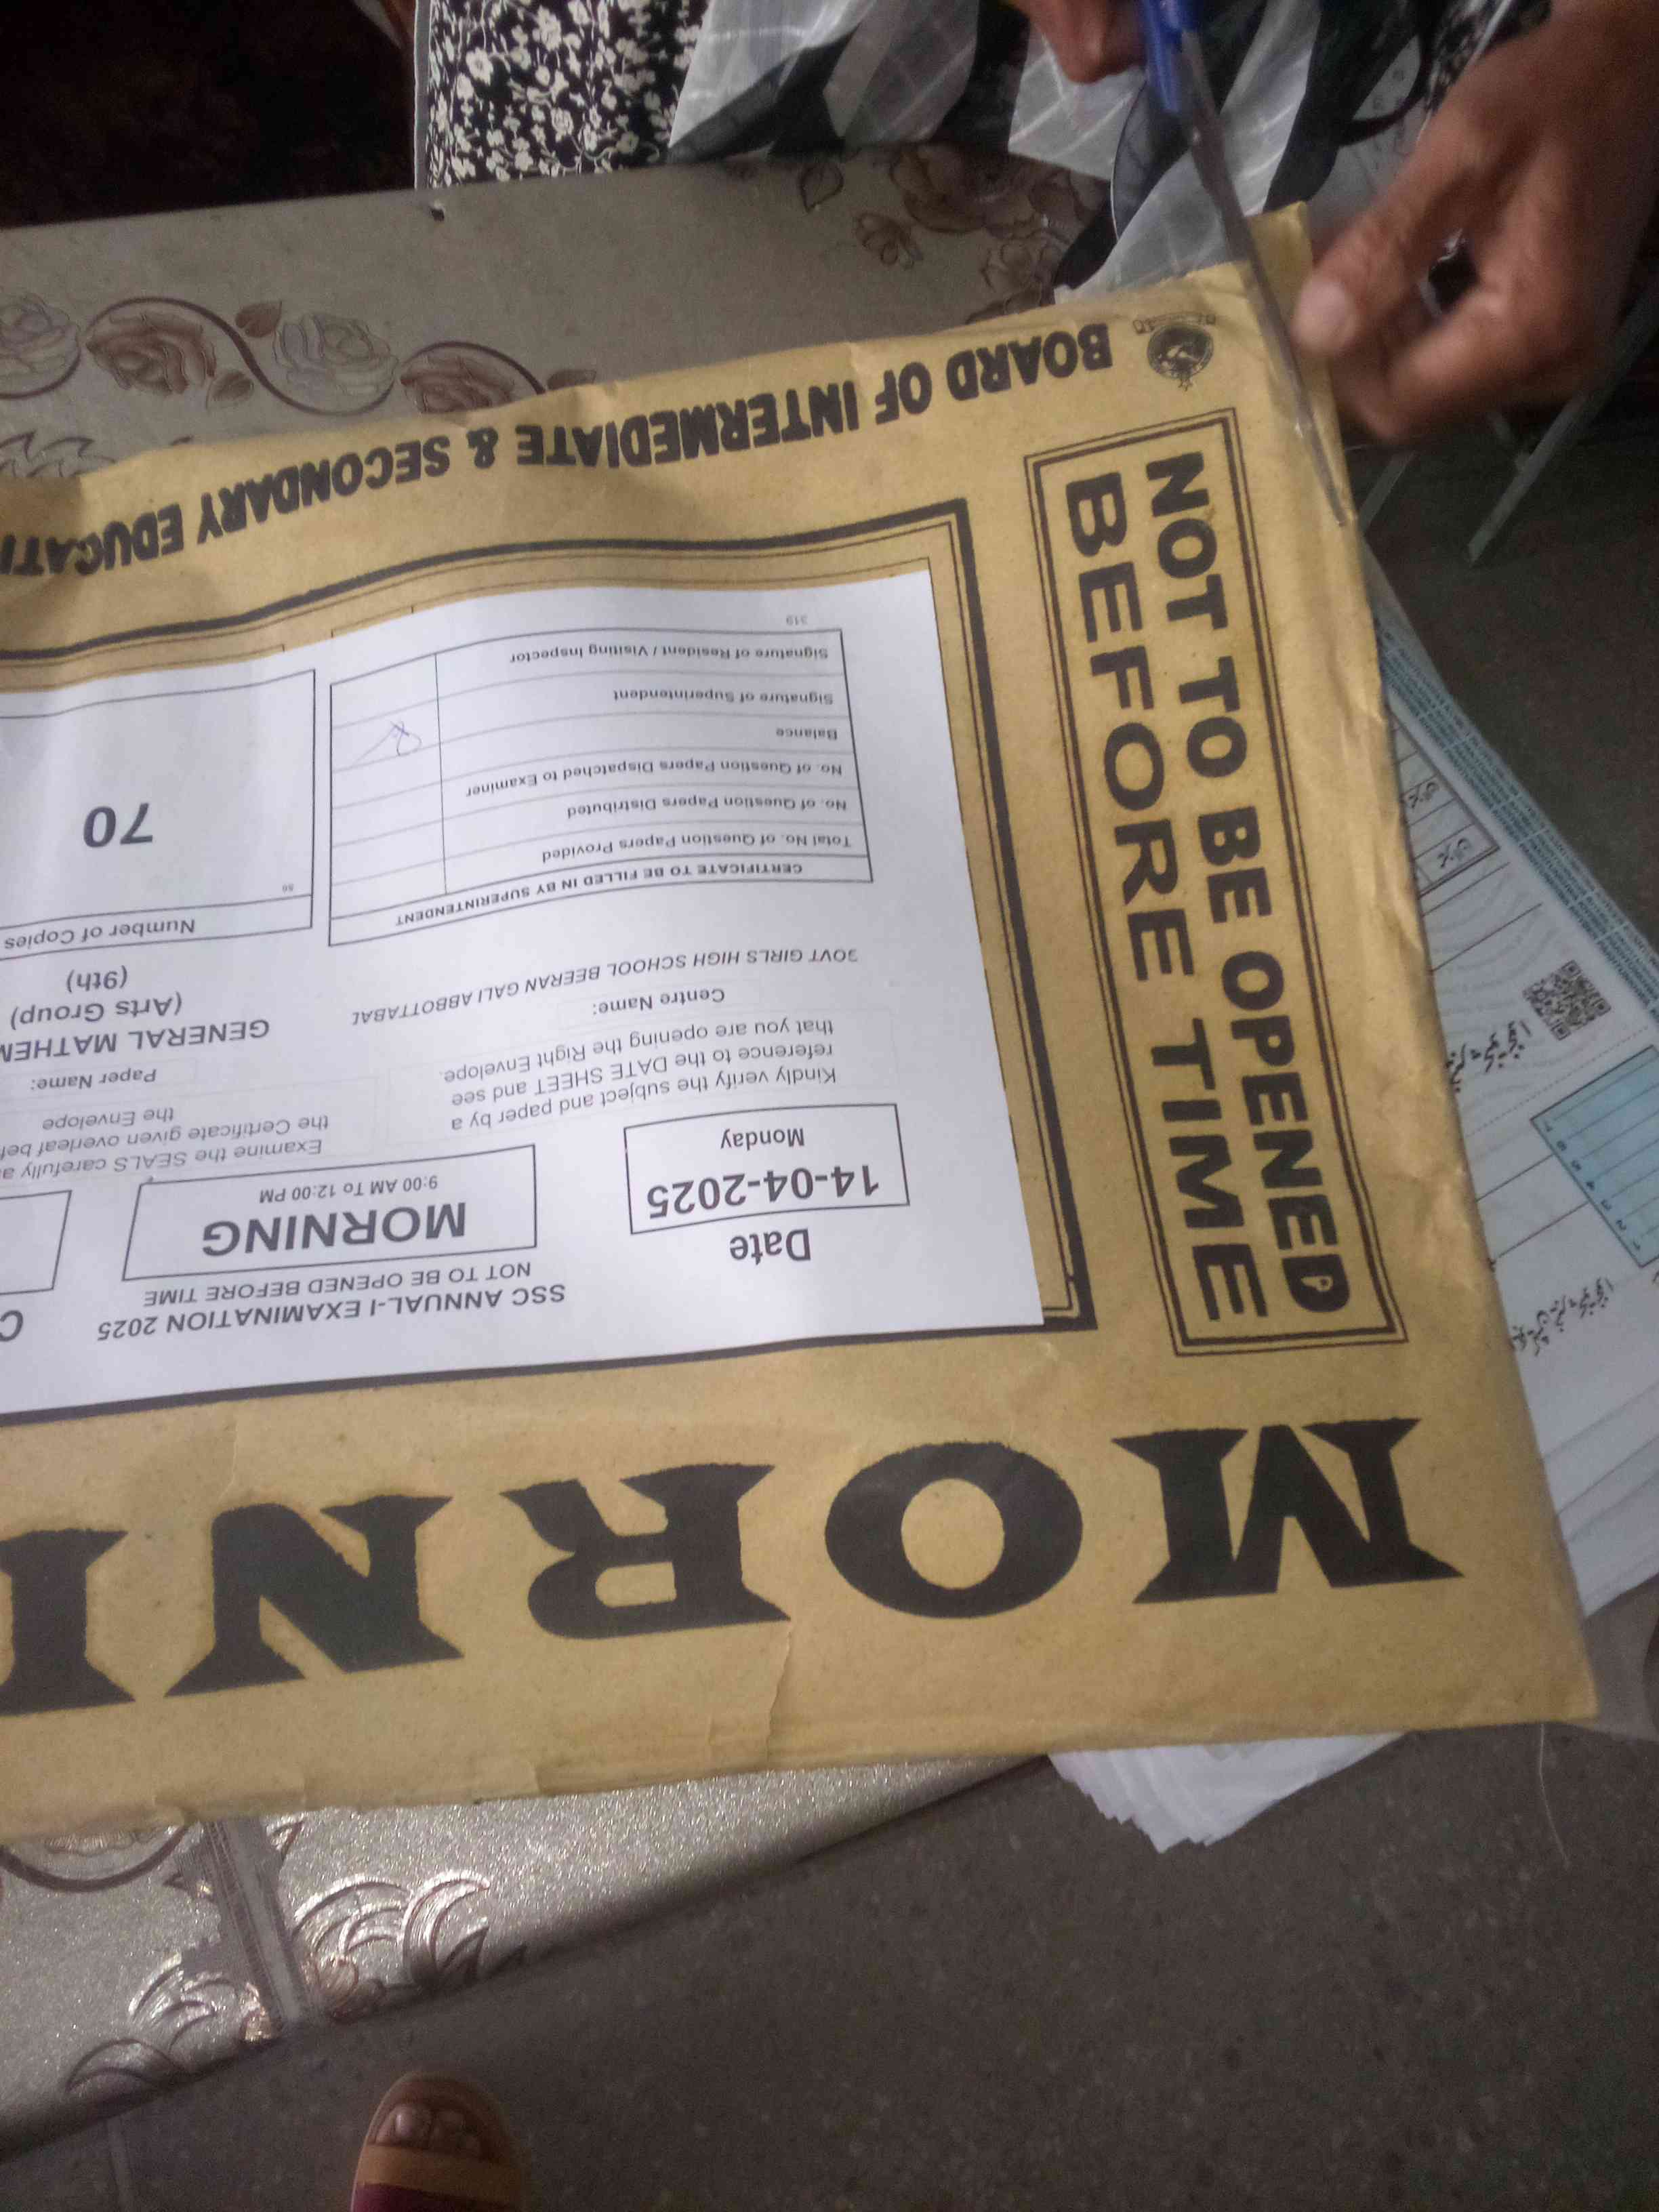 MORNI
SSC ANNUAL-I EXAMINATION 2025
NOT TO BE OPENED BEFORE TIME
Date
14-04-2025
Monday
MORNING
9:00 AM To 12:00 PM
C
Kindly verify the subject and paper by a
reference to the DATE SHEET and see
that you are opening the Right Envelope.
Examine the SEALS carefully a
the Certificate given overleaf bef
the Envelope
Centre Name:
GOVT GIRLS HIGH SCHOOL BEERAN GALI ABBOTTABA
Paper Name:
GENERAL MATHEM
(Arts Group)
(9th)
CERTIFICATE TO BE FILLED IN BY SUPERINTENDENT
Total No. of Question Papers Provided
No. of Question Papers Distributed
No. of Question Papers Dispatched to Examiner
Balance
Signature of Superintendent
Signature of Resident / Visiting Inspector
319
Number of Copies
70
BOARD OF INTERMEDIATE & SECONDARY EDUCATI
NOT TO BE OPENED
BEFORE TIME